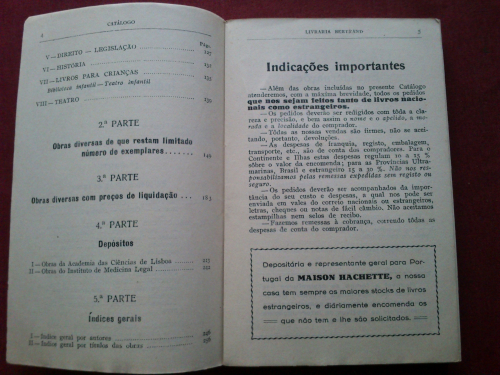 4
CATÁLOGO
Pág.
V — DIREITO — LEGISLAÇÃO
VI — HISTÓRIA
VII — LIVROS PARA CRIANÇAS
Biblioteca infantil — Teatro infantil
VIII — TEATRO
2.ª PARTE
Obras diversas de que restam limitado
número de exemplares
3.ª PARTE
Obras diversas com preços de liquidação
4.ª PARTE
Depósitos
I — Obras da Academia das Ciências de Lisboa
II — Obras do Instituto de Medicina Legal
5.ª PARTE
Índices gerais
I — Índice geral por autores
II — Índice geral por títulos das obras
LIVRARIA BERTRAND
5
Indicações importantes
— Além das obras incluídas no presente Catálogo
atenderemos, com a máxima brevidade, todos os pedidos
que nos sejam feitos tanto de livros nacio-
nais como estrangeiros.
— Os pedidos deverão ser redigidos com tôda a
clareza e precisão, e bem assim o nome e o apelido, a mo-
rada e a localidade do comprador.
— Tôdas as nossas vendas são firmes, não se acei-
tando, portanto, devoluções.
— As despesas de franquia, registo, embalagem,
transporte, etc., são de conta dos compradores. Para o
Continente e Ilhas estas despesas regulam 10 a 15 %
sôbre o valor da encomenda; para as Províncias Ultra-
marinas, Brasil e estrangeiro 15 a 30 %. Não nos res-
ponsabilizamos pelas remessas expedidas sem registo ou
seguro.
— Os pedidos deverão ser acompanhados da impor-
tância do seu custo e despesas, a qual nos pode ser
enviada em vales do correio nacionais ou estrangeiros,
letras, cheques ou notas de fácil câmbio. Não aceitamos
estampilhas nem selos de recibo.
— Fazemos remessas à cobrança, correndo tôdas as
despesas de conta do comprador.
Depositária e representante geral para Por-
tugal da MAISON HACHETTE, a nossa
casa tem sempre os maiores stocks de livros
estrangeiros, e diàriamente encomenda os
que não tem e lhe são solicitados.